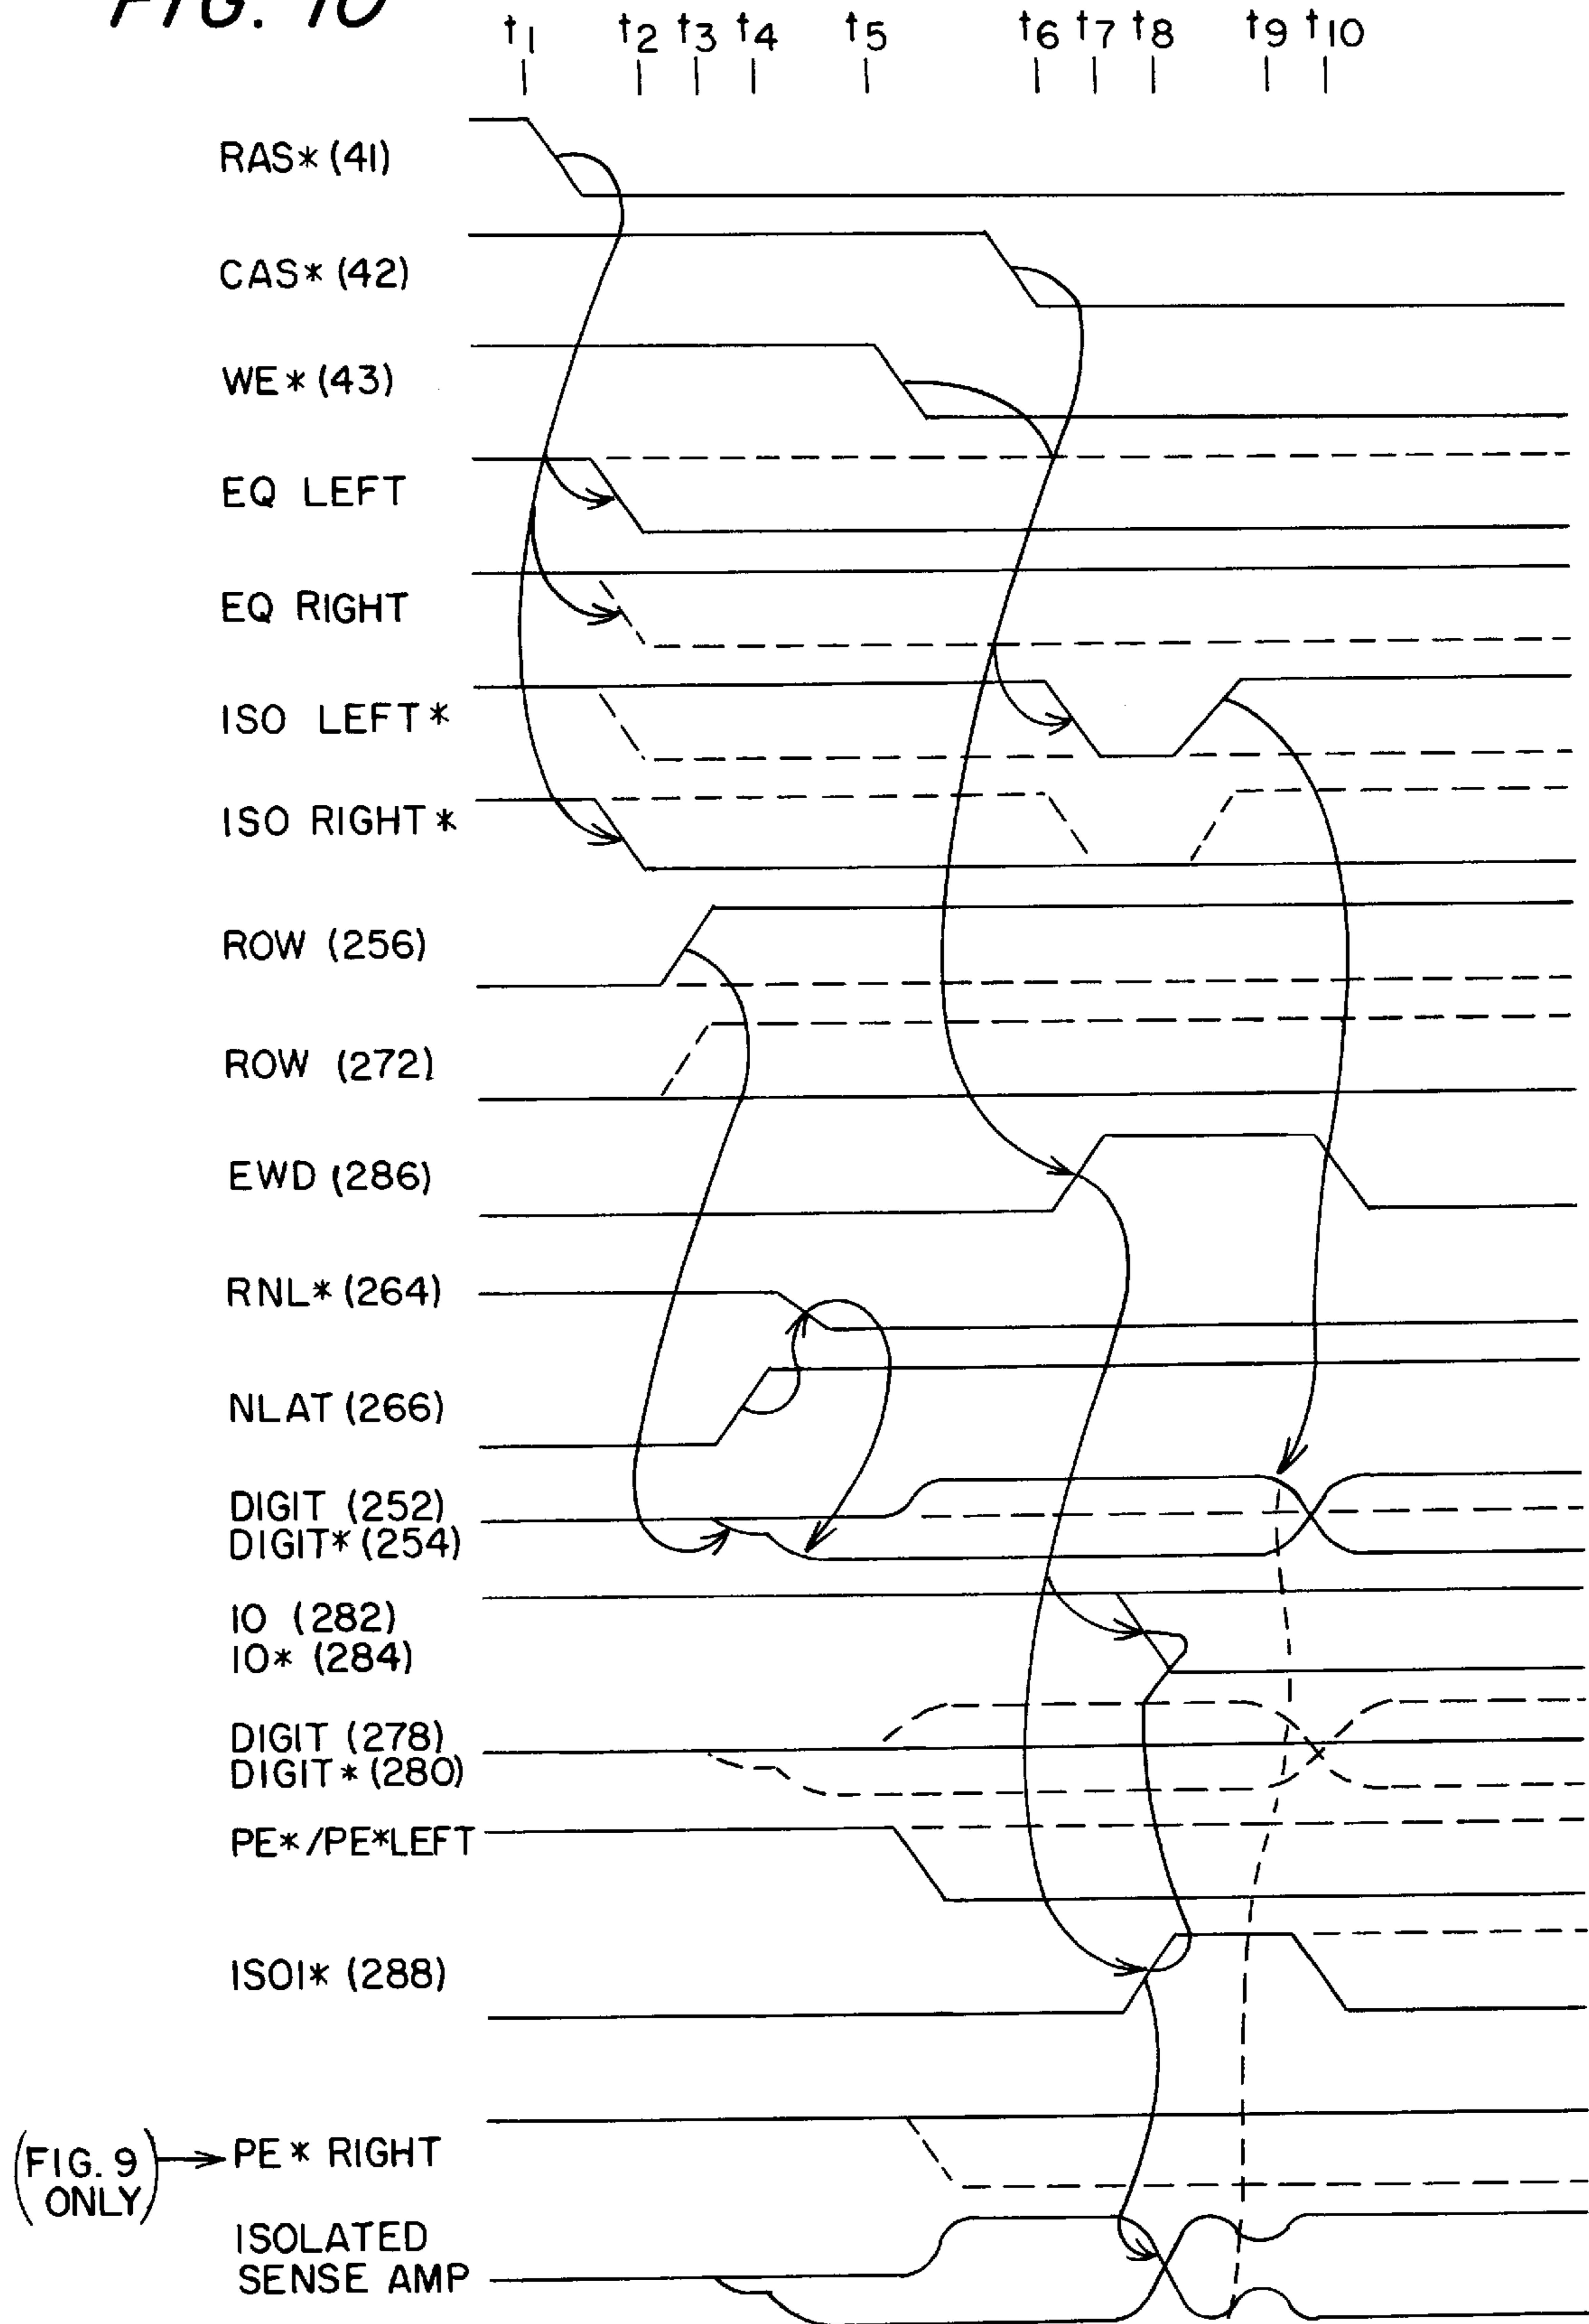 FIG. 10
t1 t2 t3 t4 t5 t6 t7 t8 t9 t10
RAS* (41)
CAS* (42)
WE* (43)
EQ LEFT
EQ RIGHT
ISO LEFT*
ISO RIGHT*
ROW (256)
ROW (272)
EWD (286)
RNL* (264)
NLAT (266)
DIGIT (252)
DIGIT* (254)
IO (282)
IO* (284)
DIGIT (278)
DIGIT* (280)
PE*/PE*LEFT
ISOI* (288)
(FIG. 9
ONLY)
PE* RIGHT
ISOLATED
SENSE AMP